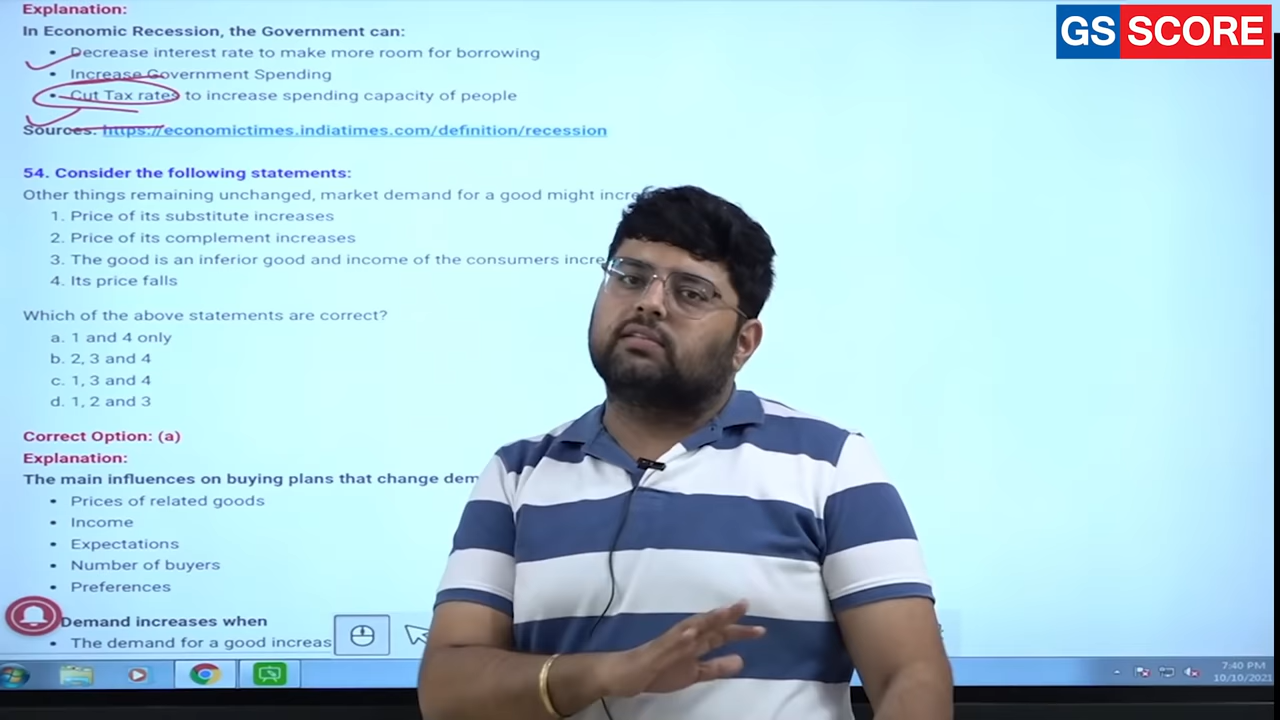 GS SCORE
Explanation:
In Economic Recession, the Government can:
• Decrease interest rate to make more room for borrowing
• Increase Government Spending
• Cut Tax rates to increase spending capacity of people
Sources: https://economictimes.indiatimes.com/definition/recession
54. Consider the following statements:
Other things remaining unchanged, market demand for a good might incre
1. Price of its substitute increases
2. Price of its complement increases
3. The good is an inferior good and income of the consumers incre
4. Its price falls
Which of the above statements are correct?
a. 1 and 4 only
b. 2, 3 and 4
c. 1, 3 and 4
d. 1, 2 and 3
Correct Option: (a)
Explanation:
The main influences on buying plans that change dem
• Prices of related goods
• Income
• Expectations
• Number of buyers
• Preferences
Demand increases when
• The demand for a good increas
7:40 PM
10/10/2021